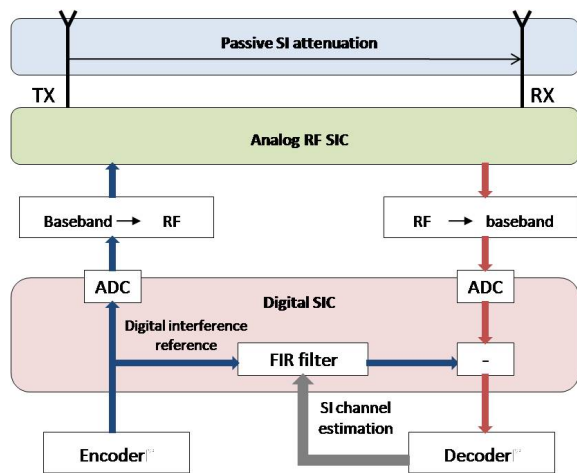 Passive SI attenuation
TX
RX
Analog RF SIC
Baseband → RF
RF → baseband
ADC
ADC
Digital SIC
Digital interference
reference
FIR filter
-
SI channel
estimation
Encoder
Decoder